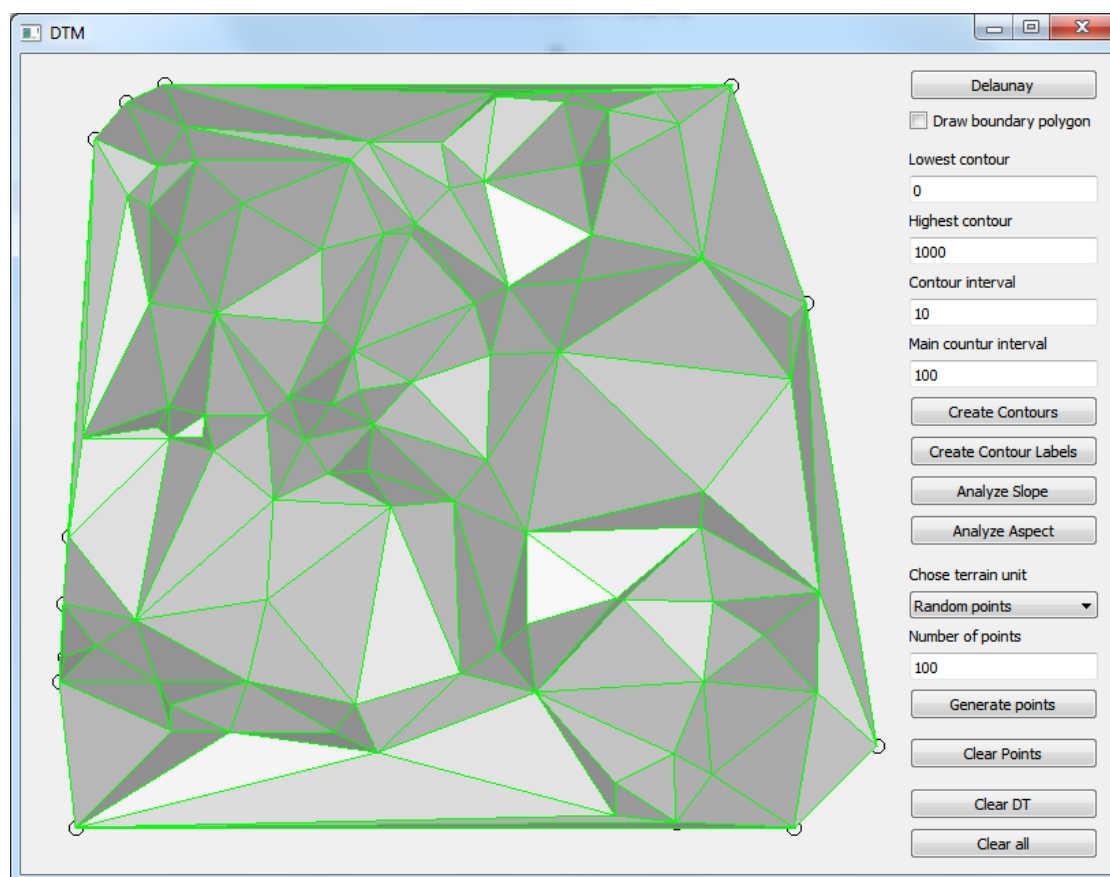 DTM
Delaunay
Draw boundary polygon
Lowest contour
0
Highest contour
1000
Contour interval
10
Main countur interval
100
Create Contours
Create Contour Labels
Analyze Slope
Analyze Aspect
Chose terrain unit
Random points
Number of points
100
Generate points
Clear Points
Clear DT
Clear all